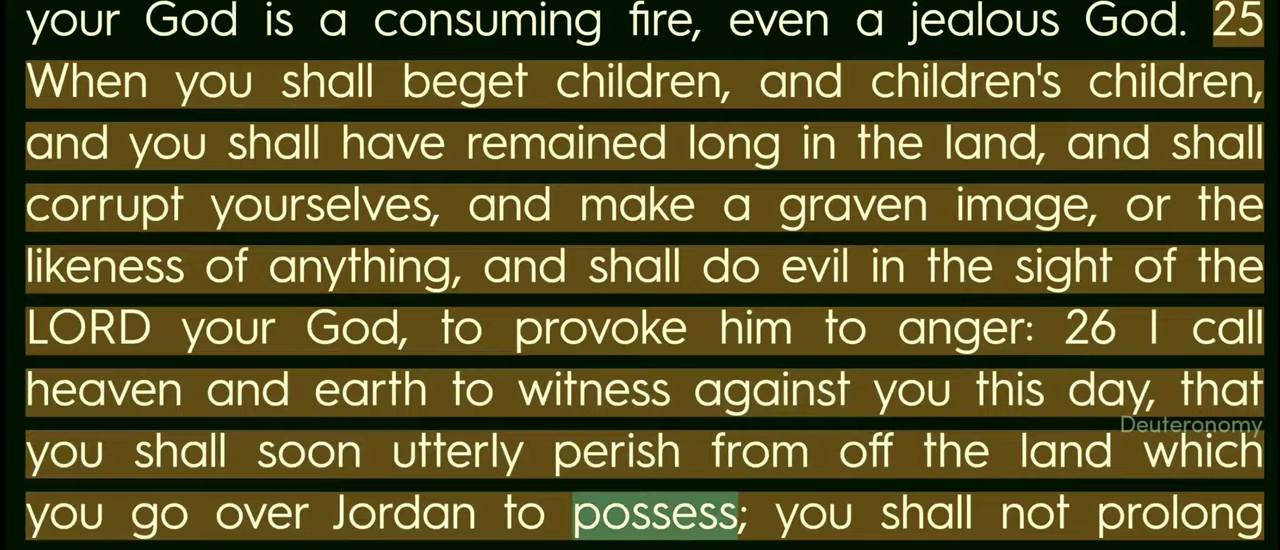 your God is a consuming fire, even a jealous God. 25
When you shall beget children, and children's children,
and you shall have remained long in the land, and shall
corrupt yourselves, and make a graven image, or the
likeness of anything, and shall do evil in the sight of the
LORD your God, to provoke him to anger: 26 I call
heaven and earth to witness against you this day, that
Deuteronomy
you shall soon utterly perish from off the land which
you go over Jordan to possess; you shall not prolong